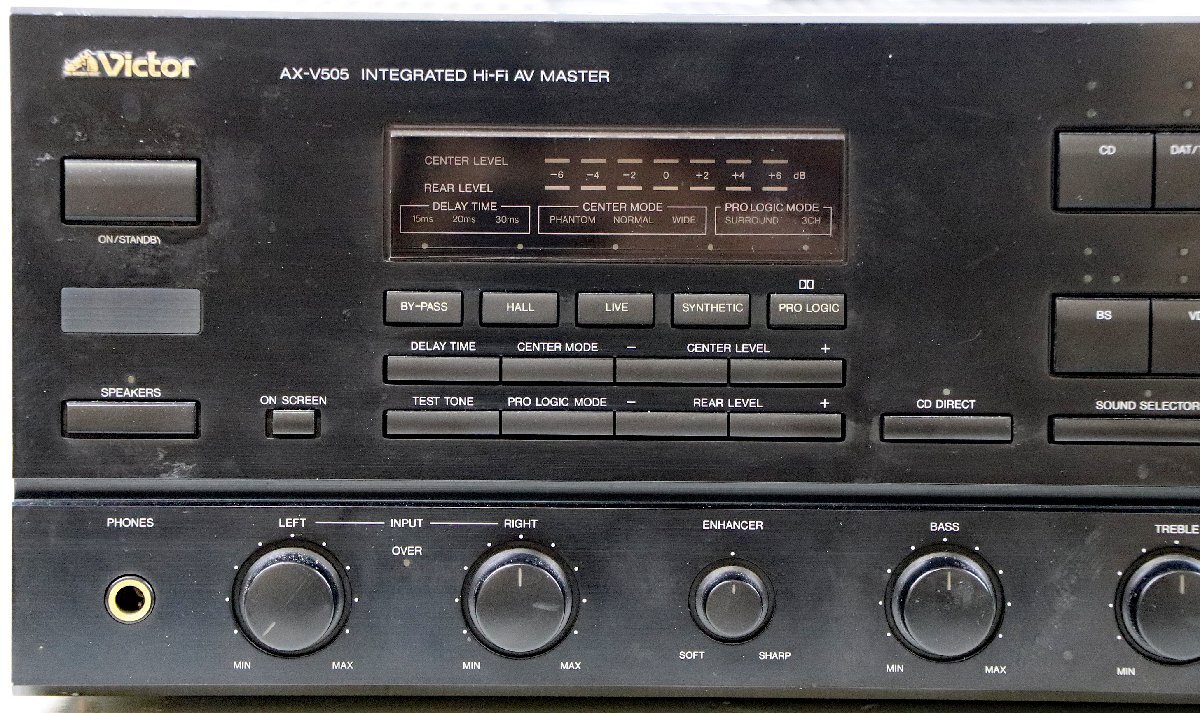 Victor
AX-V505 INTEGRATED Hi-Fi AV MASTER
CENTER LEVEL
-6 -4 -2 0 +2 +4 +6 dB
REAR LEVEL
DELAY TIME CENTER MODE PRO LOGIC MODE
15ms 20ms 30ms PHANTOM NORMAL WIDE SURROUND 3CH
CD DAT/
ON/STANDBY
BY-PASS HALL LIVE SYNTHETIC PRO LOGIC
BS VD
DELAY TIME CENTER MODE - CENTER LEVEL +
SPEAKERS ON SCREEN
TEST TONE PRO LOGIC MODE - REAR LEVEL +
CD DIRECT SOUND SELECTOR
PHONES LEFT INPUT RIGHT ENHANCER BASS TREBLE
OVER
MIN MAX MIN MAX SOFT SHARP MIN MAX MIN